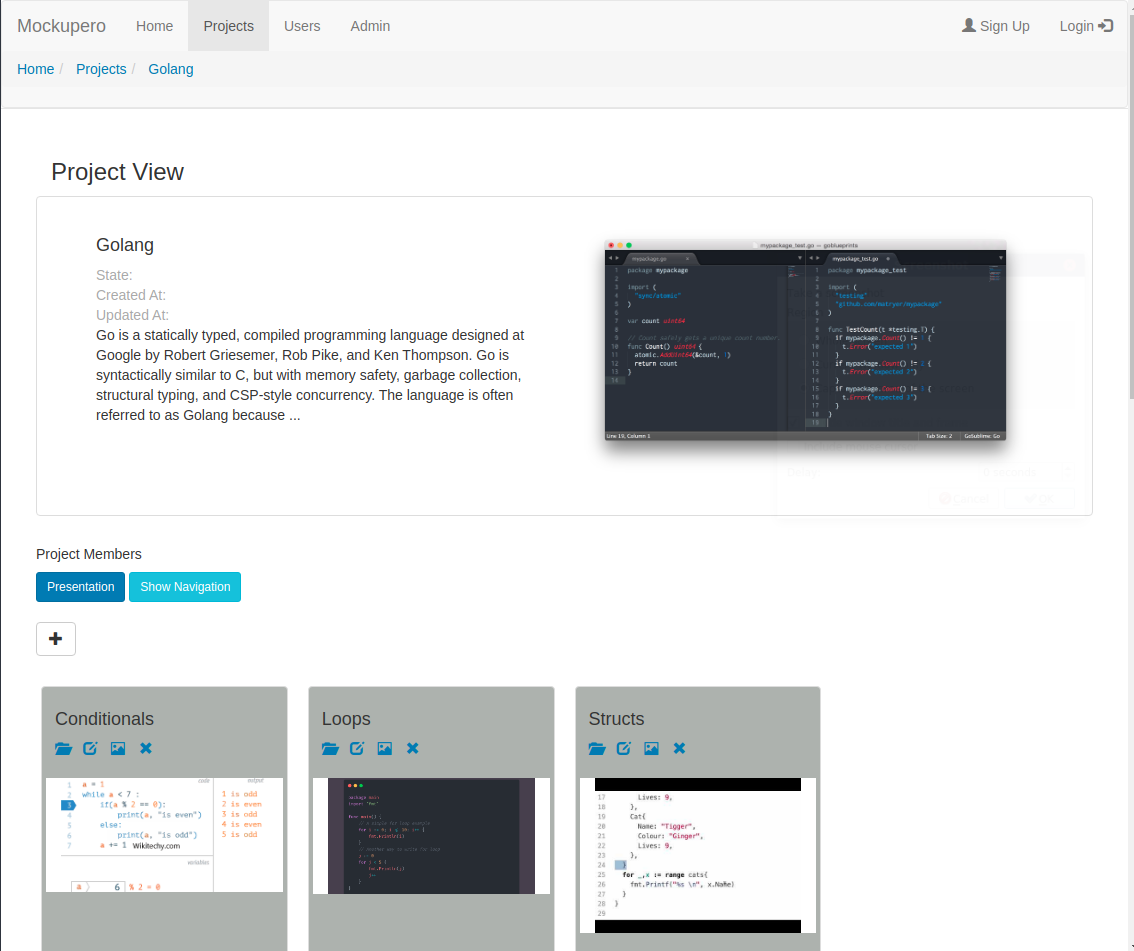 Mockupero Home Projects Users Admin Sign Up Login
Home / Projects / Golang
Project View
Golang
State:
Created At:
Updated At:
Go is a statically typed, compiled programming language designed at
Google by Robert Griesemer, Rob Pike, and Ken Thompson. Go is
syntactically similar to C, but with memory safety, garbage collection,
structural typing, and CSP-style concurrency. The language is often
referred to as Golang because ...
mypackage_test.go — goblueprints
mypackage.go
1 package mypackage
2
3 import (
4 "sync/atomic"
5 )
6
7 var count uint64
8
9 // Count safely gets a unique count number.
10 func Count() uint64 {
11 atomic.AddUint64(&count, 1)
12 return count
13 }
14
mypackage_test.go
1 package mypackage_test
2
3 import (
4 "testing"
5 "github.com/matryer/mypackage"
6 )
7
8 func TestCount(t *testing.T) {
9 if mypackage.Count() != 1 {
10 t.Error("expected 1")
11 }
12 if mypackage.Count() != 2 {
13 t.Error("expected 2")
14 }
15 if mypackage.Count() != 3 {
16 t.Error("expected 3")
17 }
18 }
19
Line 19, Column 1 Tab Size: 2 GoSublime: Go
Project Members
Presentation Show Navigation
Conditionals
code
1 a = 1
2 while a < 7 :
3 if(a % 2 == 0):
4 print(a, "is even")
5 else:
6 print(a, "is odd")
7 a += 1 Wikitechy.com
output
1 is odd
2 is even
3 is odd
4 is even
5 is odd
variables
a 6 % 2 = 0
Loops
package main
import "fmt"
func main() {
Structs
17 Lives: 9,
18 },
19 Cat{
20 Name: "Tigger",
21 Colour: "Ginger",
22 Lives: 9,
23 },
24 }
25 for _,x := range cats{
26 fmt.Printf("%s \n", x.Name)
27 }
28 }
29